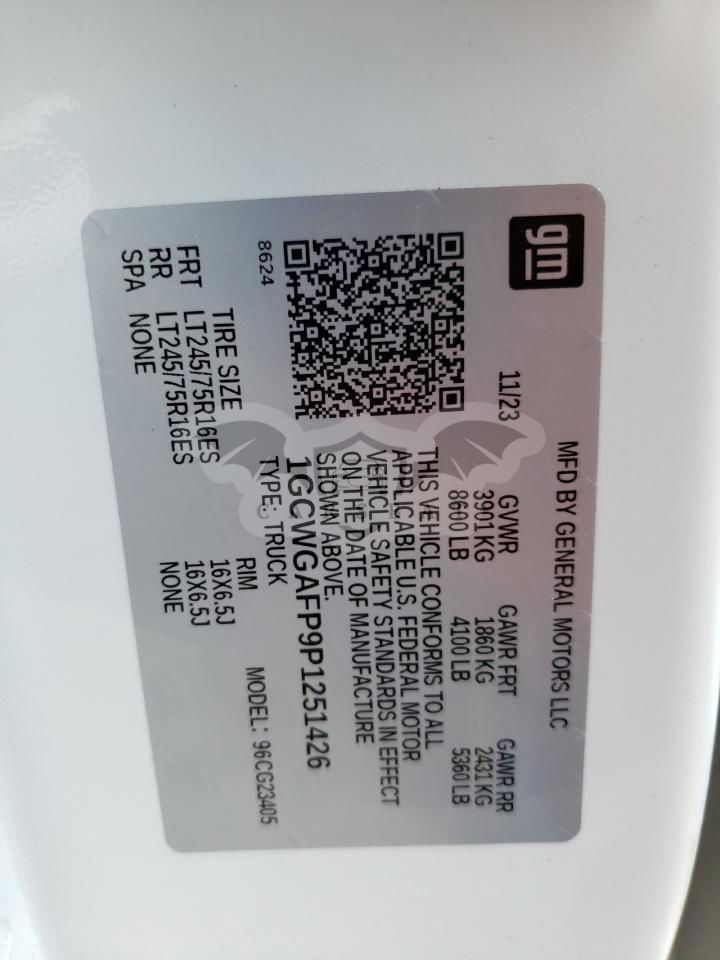 gm
MFD BY GENERAL MOTORS LLC
11/23 GVWR GAWR FRT GAWR RR
3901 KG 1860 KG 2431 KG
8600 LB 4100 LB 5360 LB
THIS VEHICLE CONFORMS TO ALL
APPLICABLE U.S. FEDERAL MOTOR
VEHICLE SAFETY STANDARDS IN EFFECT
ON THE DATE OF MANUFACTURE
SHOWN ABOVE.
1GCWGAFP9P1251426
8624 TYPE: TRUCK MODEL: 96CG23405
TIRE SIZE RIM
FRT LT245/75R16ES 16X6.5J
RR LT245/75R16ES 16X6.5J
SPA NONE NONE